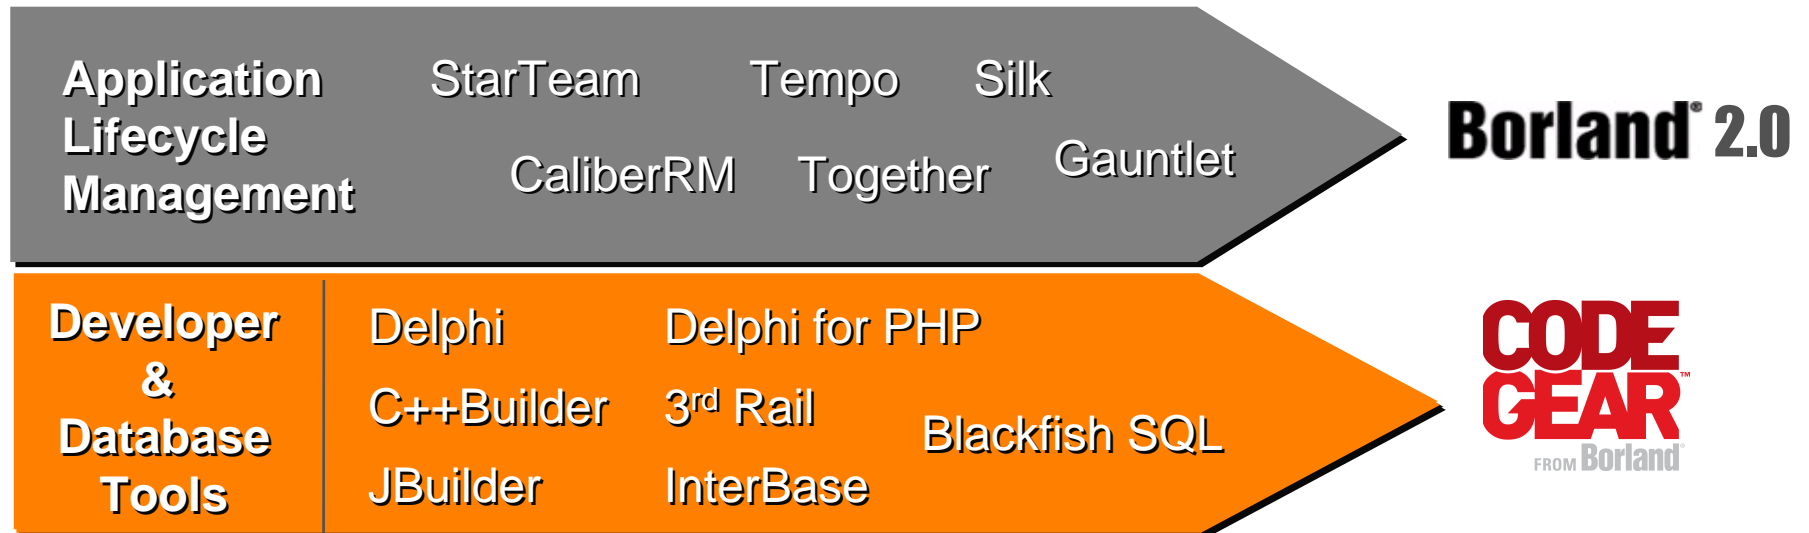 Application
Lifecycle
Management
StarTeam Tempo Silk
CaliberRM Together Gauntlet
Borland® 2.0
Developer
&
Database
Tools
Delphi Delphi for PHP
C++Builder 3rd Rail
Blackfish SQL
JBuilder InterBase
CODE
GEAR™
FROM Borland®